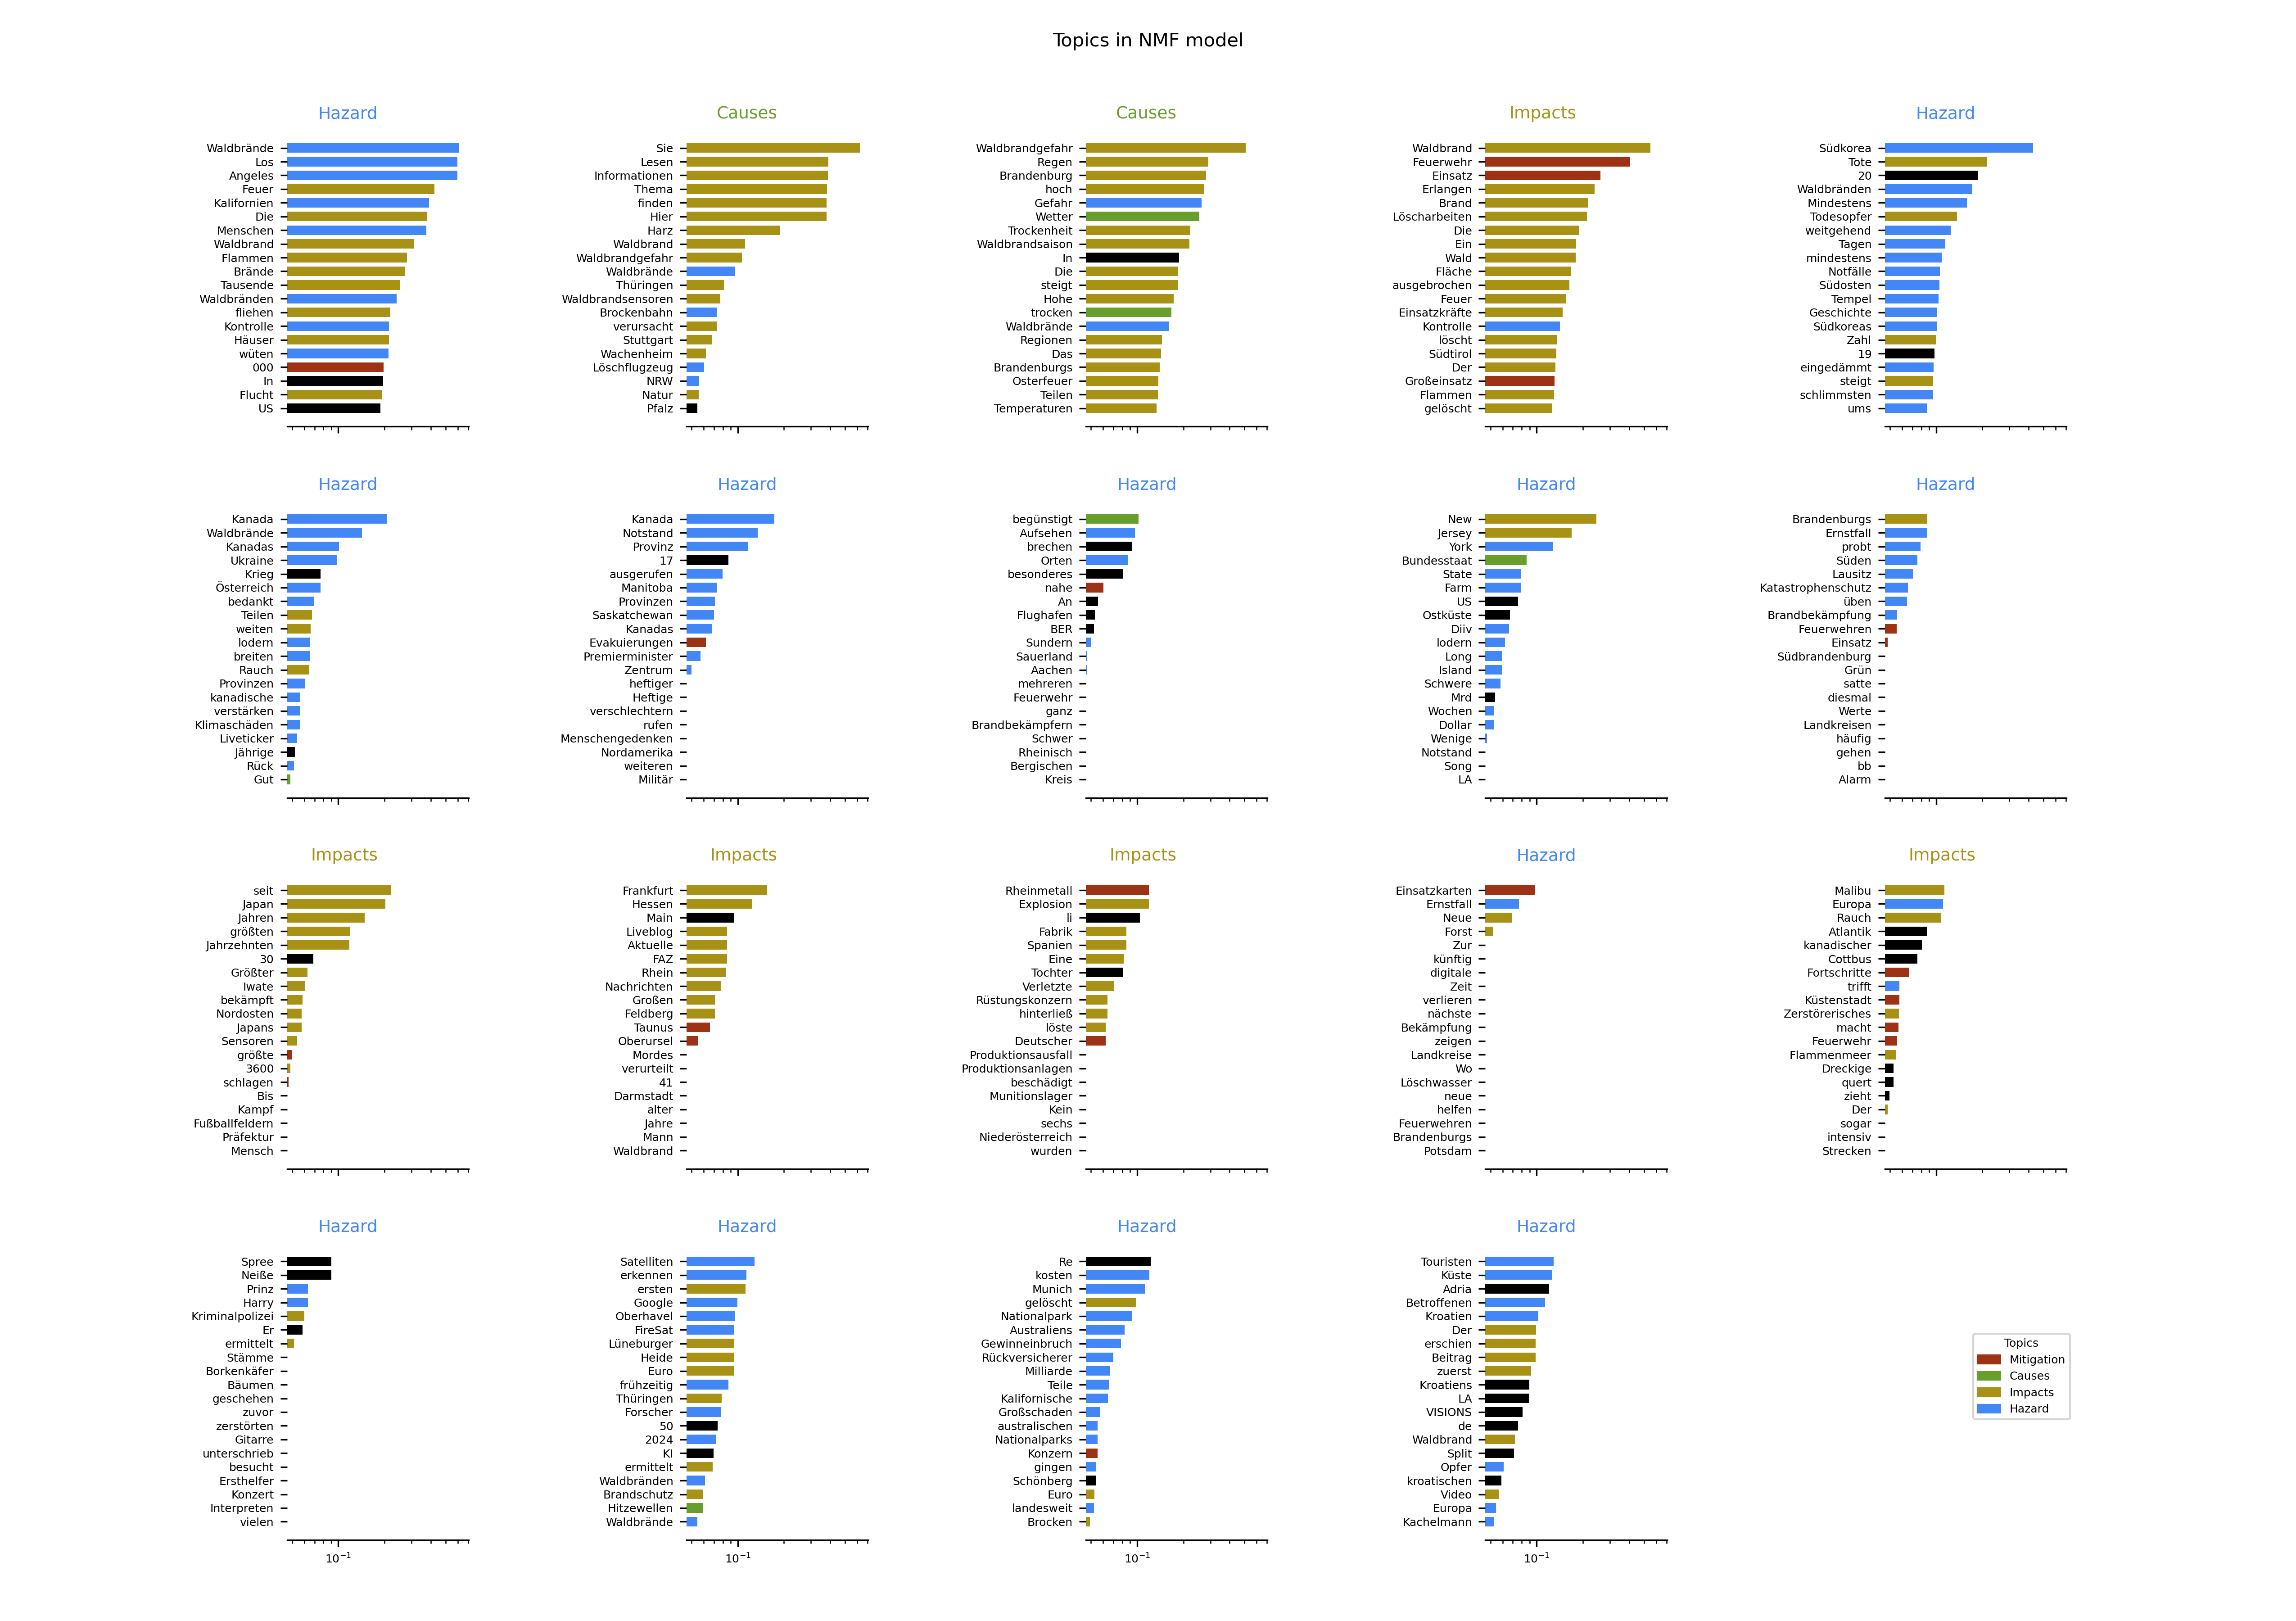 Topics in NMF model
Hazard
Waldbrände
Los
Angeles
Feuer
Kalifornien
Die
Menschen
Waldbrand
Flammen
Brände
Tausende
Waldbränden
fliehen
Kontrolle
Häuser
wüten
000
In
Flucht
US
Causes
Sie
Lesen
Informationen
Thema
finden
Hier
Harz
Waldbrand
Waldbrandgefahr
Waldbrände
Thüringen
Waldbrandsensoren
Brockenbahn
verursacht
Stuttgart
Wachenheim
Löschflugzeug
NRW
Natur
Pfalz
Causes
Waldbrandgefahr
Regen
Brandenburg
hoch
Gefahr
Wetter
Trockenheit
Waldbrandsaison
In
Die
steigt
Hohe
trocken
Waldbrände
Regionen
Das
Brandenburgs
Osterfeuer
Teilen
Temperaturen
Impacts
Waldbrand
Feuerwehr
Einsatz
Erlangen
Brand
Löscharbeiten
Die
Ein
Wald
Fläche
ausgebrochen
Feuer
Einsatzkräfte
Kontrolle
löscht
Südtirol
Der
Großeinsatz
Flammen
gelöscht
Hazard
Südkorea
Tote
20
Waldbränden
Mindestens
Todesopfer
weitgehend
Tagen
mindestens
Notfälle
Südosten
Tempel
Geschichte
Südkoreas
Zahl
19
eingedämmt
steigt
schlimmsten
ums
Hazard
Kanada
Waldbrände
Kanadas
Ukraine
Krieg
Österreich
bedankt
Teilen
weiten
lodern
breiten
Rauch
Provinzen
kanadische
verstärken
Klimaschäden
Liveticker
Jährige
Rück
Gut
Hazard
Kanada
Notstand
Provinz
17
ausgerufen
Manitoba
Provinzen
Saskatchewan
Kanadas
Evakuierungen
Premierminister
Zentrum
heftiger
Heftige
verschlechtern
rufen
Menschengedenken
Nordamerika
weiteren
Militär
Hazard
begünstigt
Aufsehen
brechen
Orten
besonderes
nahe
An
Flughafen
BER
Sundern
Sauerland
Aachen
mehreren
Feuerwehr
ganz
Brandbekämpfern
Schwer
Rheinisch
Bergischen
Kreis
Hazard
New
Jersey
York
Bundesstaat
State
Farm
US
Ostküste
Diiv
lodern
Long
Island
Schwere
Mrd
Wochen
Dollar
Wenige
Notstand
Song
LA
Hazard
Brandenburgs
Ernstfall
probt
Süden
Lausitz
Katastrophenschutz
üben
Brandbekämpfung
Feuerwehren
Einsatz
Südbrandenburg
Grün
satte
diesmal
Werte
Landkreisen
häufig
gehen
bb
Alarm
Impacts
seit
Japan
Jahren
größten
Jahrzehnten
30
Größter
Iwate
bekämpft
Nordosten
Japans
Sensoren
größte
3600
schlagen
Bis
Kampf
Fußballfeldern
Präfektur
Mensch
Impacts
Frankfurt
Hessen
Main
Liveblog
Aktuelle
FAZ
Rhein
Nachrichten
Großen
Feldberg
Taunus
Oberursel
Mordes
verurteilt
41
Darmstadt
alter
Jahre
Mann
Waldbrand
Impacts
Rheinmetall
Explosion
li
Fabrik
Spanien
Eine
Tochter
Verletzte
Rüstungskonzern
hinterließ
löste
Deutscher
Produktionsausfall
Produktionsanlagen
beschädigt
Munitionslager
Kein
sechs
Niederösterreich
wurden
Hazard
Einsatzkarten
Ernstfall
Neue
Forst
Zur
künftig
digitale
Zeit
verlieren
nächste
Bekämpfung
zeigen
Landkreise
Wo
Löschwasser
neue
helfen
Feuerwehren
Brandenburgs
Potsdam
Impacts
Malibu
Europa
Rauch
Atlantik
kanadischer
Cottbus
Fortschritte
trifft
Küstenstadt
Zerstörerisches
macht
Feuerwehr
Flammenmeer
Dreckige
quert
zieht
Der
sogar
intensiv
Strecken
Hazard
Spree
Neiße
Prinz
Harry
Kriminalpolizei
Er
ermittelt
Stämme
Borkenkäfer
Bäumen
geschehen
zuvor
zerstörten
Gitarre
unterschrieb
besucht
Ersthelfer
Konzert
Interpreten
vielen
10⁻¹
Hazard
Satelliten
erkennen
ersten
Google
Oberhavel
FireSat
Lüneburger
Heide
Euro
frühzeitig
Thüringen
Forscher
50
2024
KI
ermittelt
Waldbränden
Brandschutz
Hitzewellen
Waldbrände
10⁻¹
Hazard
Re
kosten
Munich
gelöscht
Nationalpark
Australiens
Gewinneinbruch
Rückversicherer
Milliarde
Teile
Kalifornische
Großschaden
australischen
Nationalparks
Konzern
gingen
Schönberg
Euro
landesweit
Brocken
10⁻¹
Hazard
Touristen
Küste
Adria
Betroffenen
Kroatien
Der
erschien
Beitrag
zuerst
Kroatiens
LA
VISIONS
de
Waldbrand
Split
Opfer
kroatischen
Video
Europa
Kachelmann
10⁻¹
Topics
Mitigation
Causes
Impacts
Hazard